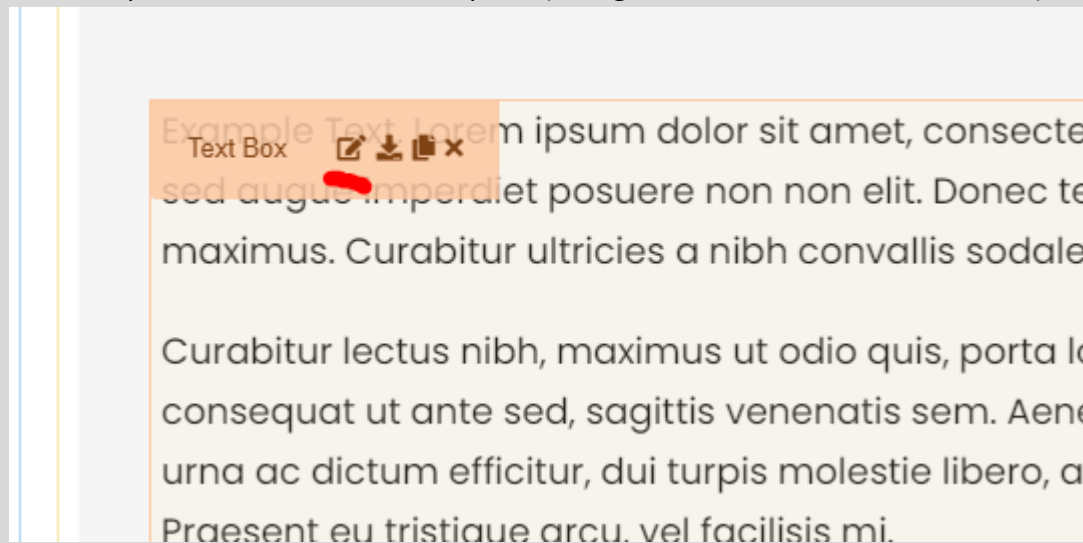 Example Text. Lorem ipsum dolor sit amet, consecte
Text Box
sed augue imperdiet posuere non non elit. Donec te
maximus. Curabitur ultricies a nibh convallis sodale
Curabitur lectus nibh, maximus ut odio quis, porta
consequat ut ante sed, sagittis venenatis sem. Aene
urna ac dictum efficitur, dui turpis molestie libero, a
Praesent eu tristique arcu, vel facilisis mi.